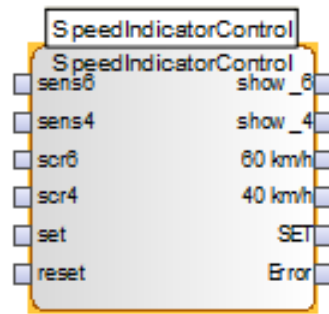 SpeedIndicatorControl
SpeedIndicatorControl
sens6 show_6
sens4 show_4
scr6 60 km/h
scr4 40 km/h
set SET
reset Error